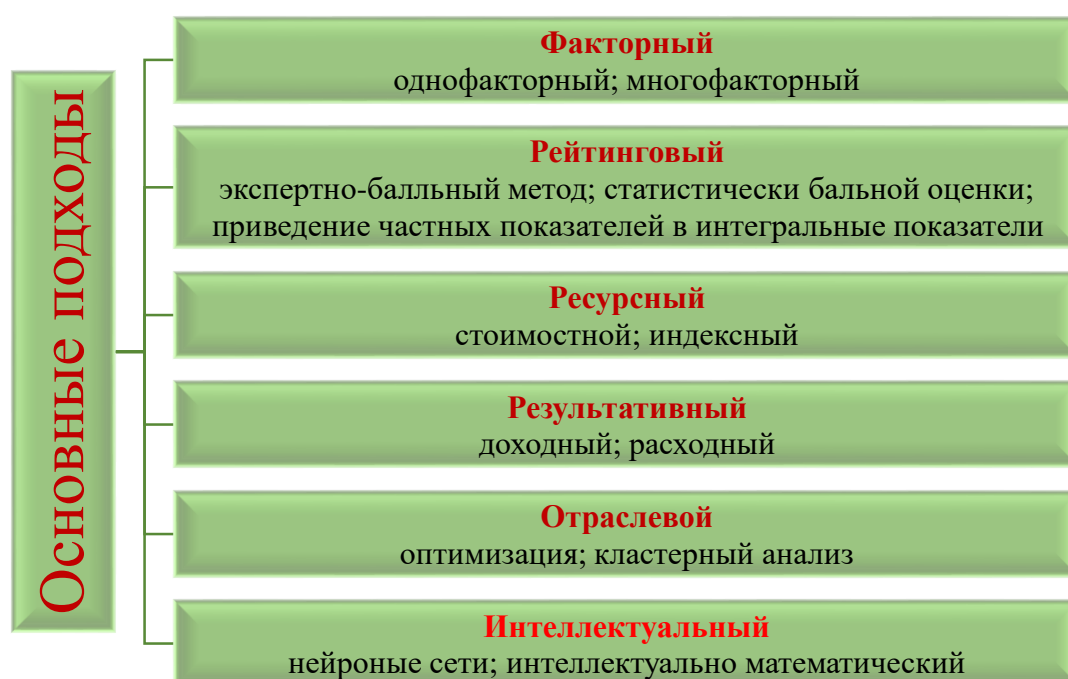 Основные подходы
Факторный
однофакторный; многофакторный
Рейтинговый
экспертно-балльный метод; статистически бальной оценки;
приведение частных показателей в интегральные показатели
Ресурсный
стоимостной; индексный
Результативный
доходный; расходный
Отраслевой
оптимизация; кластерный анализ
Интеллектуальный
нейроные сети; интеллектуально математический